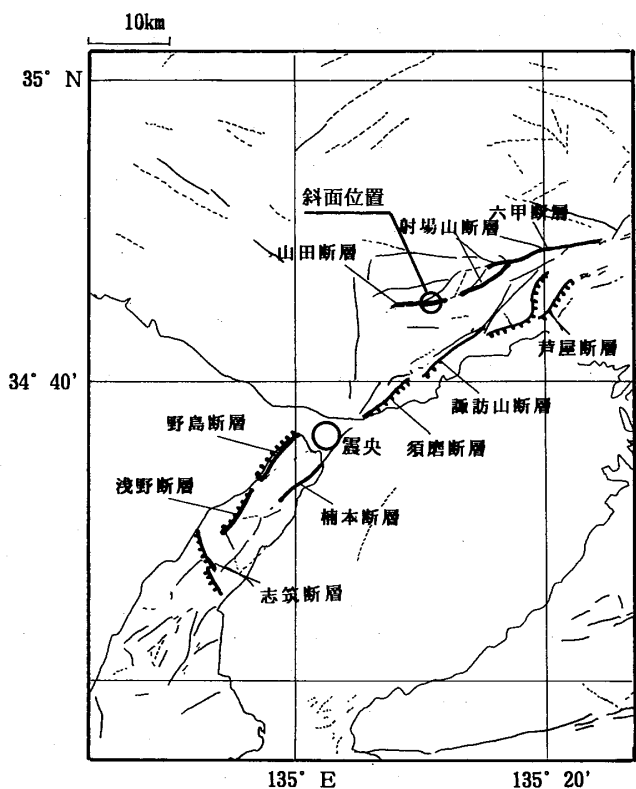 10km
35° N
斜面位置
六甲断層
射場山断層
山田断層
芦屋断層
34° 40'
諏訪山断層
野島断層
震央
須磨断層
浅野断層
楠本断層
志筑断層
135° E
135° 20'